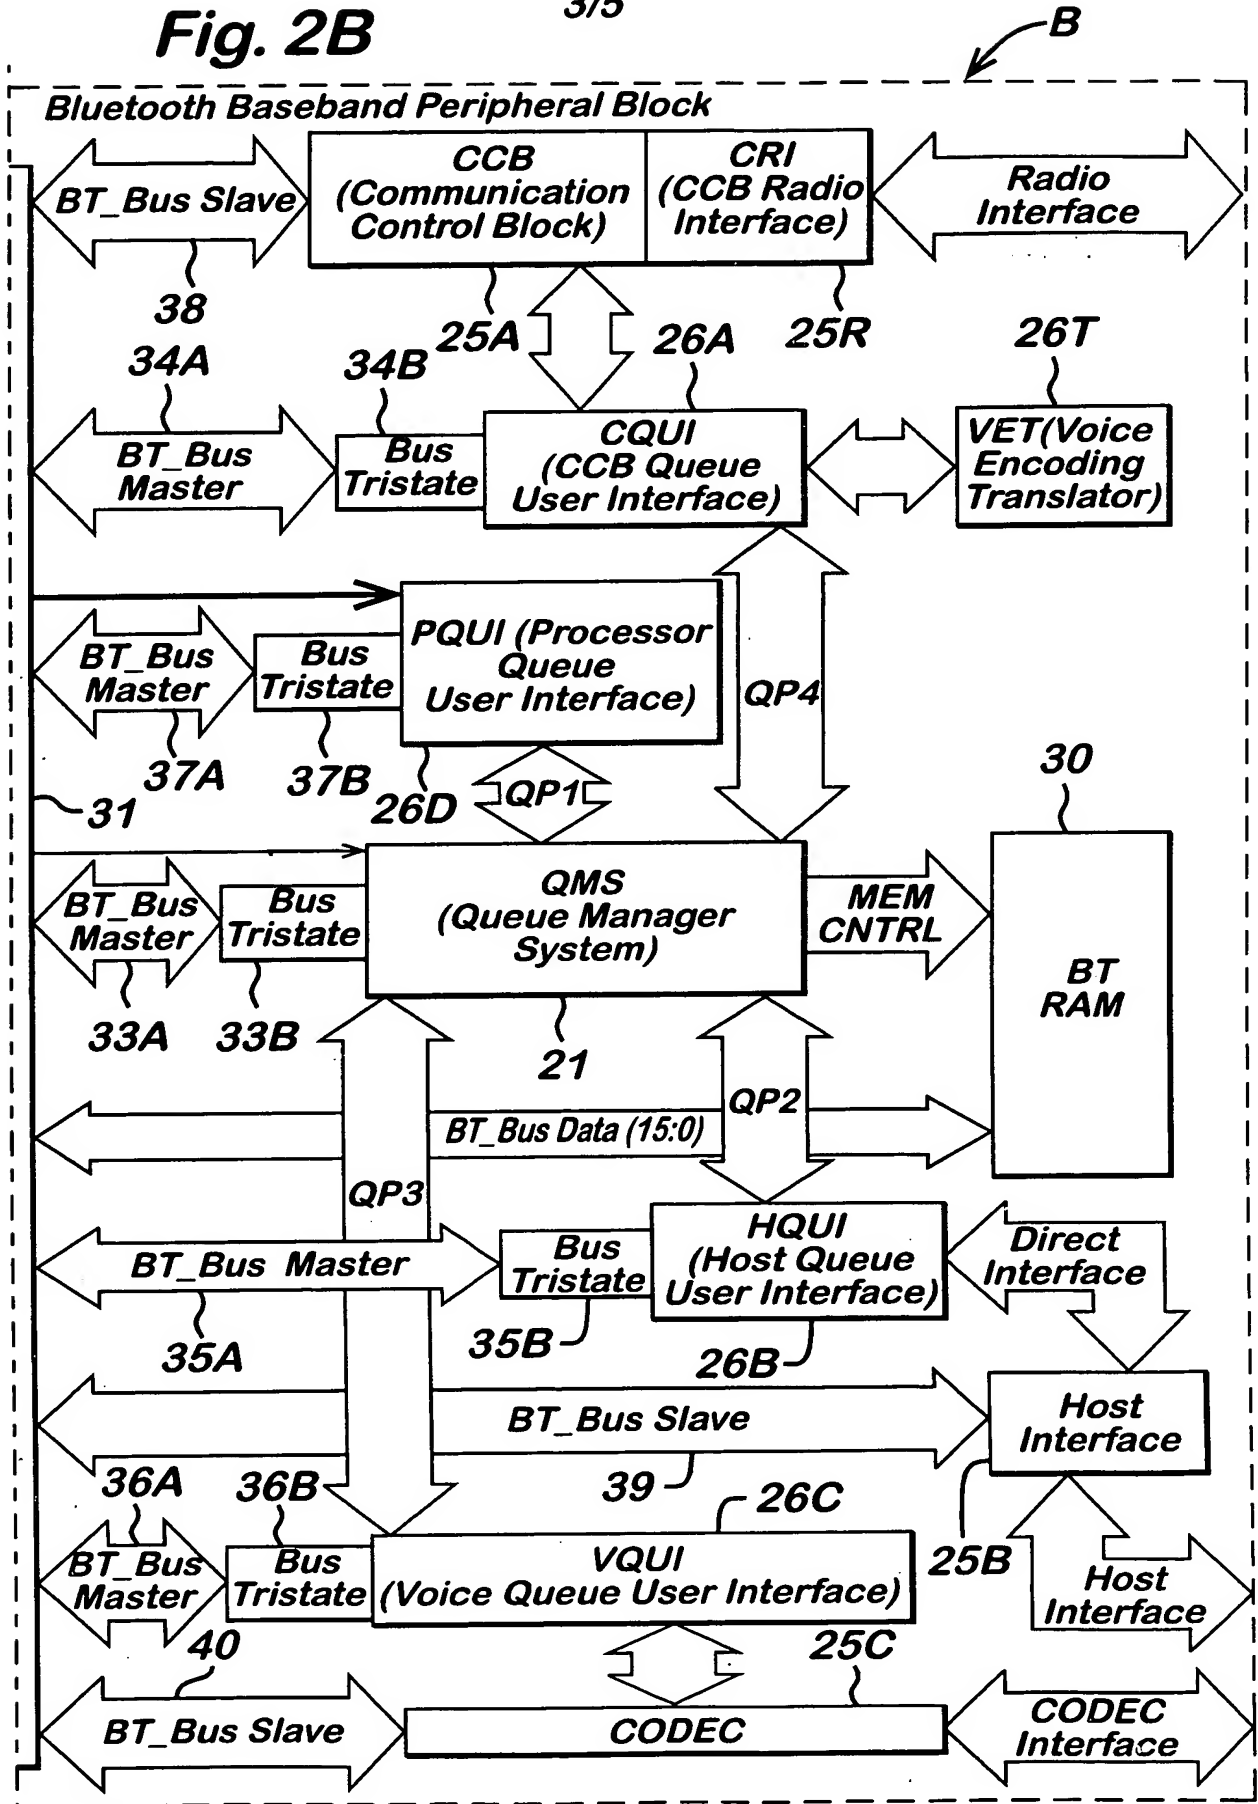 3/5
Fig. 2B
B
Bluetooth Baseband Peripheral Block
BT_Bus Slave
CCB
(Communication
Control Block)
CRI
(CCB Radio
Interface)
Radio
Interface
38
25A
25R
34A
34B
26A
26T
BT_Bus
Master
Bus
Tristate
CQUI
(CCB Queue
User Interface)
VET(Voice
Encoding
Translator)
BT_Bus
Master
Bus
Tristate
PQUI (Processor
Queue
User Interface)
QP4
37A
37B
26D
QP1
30
31
BT_Bus
Master
Bus
Tristate
QMS
(Queue Manager
System)
MEM
CNTRL
BT
RAM
33A
33B
21
QP2
BT_Bus Data (15:0)
QP3
BT_Bus Master
Bus
Tristate
HQUI
(Host Queue
User Interface)
Direct
Interface
35A
35B
26B
BT_Bus Slave
Host
Interface
39
36A
36B
26C
25B
BT_Bus
Master
Bus
Tristate
VQUI
(Voice Queue User Interface)
Host
Interface
40
25C
BT_Bus Slave
CODEC
CODEC
Interface